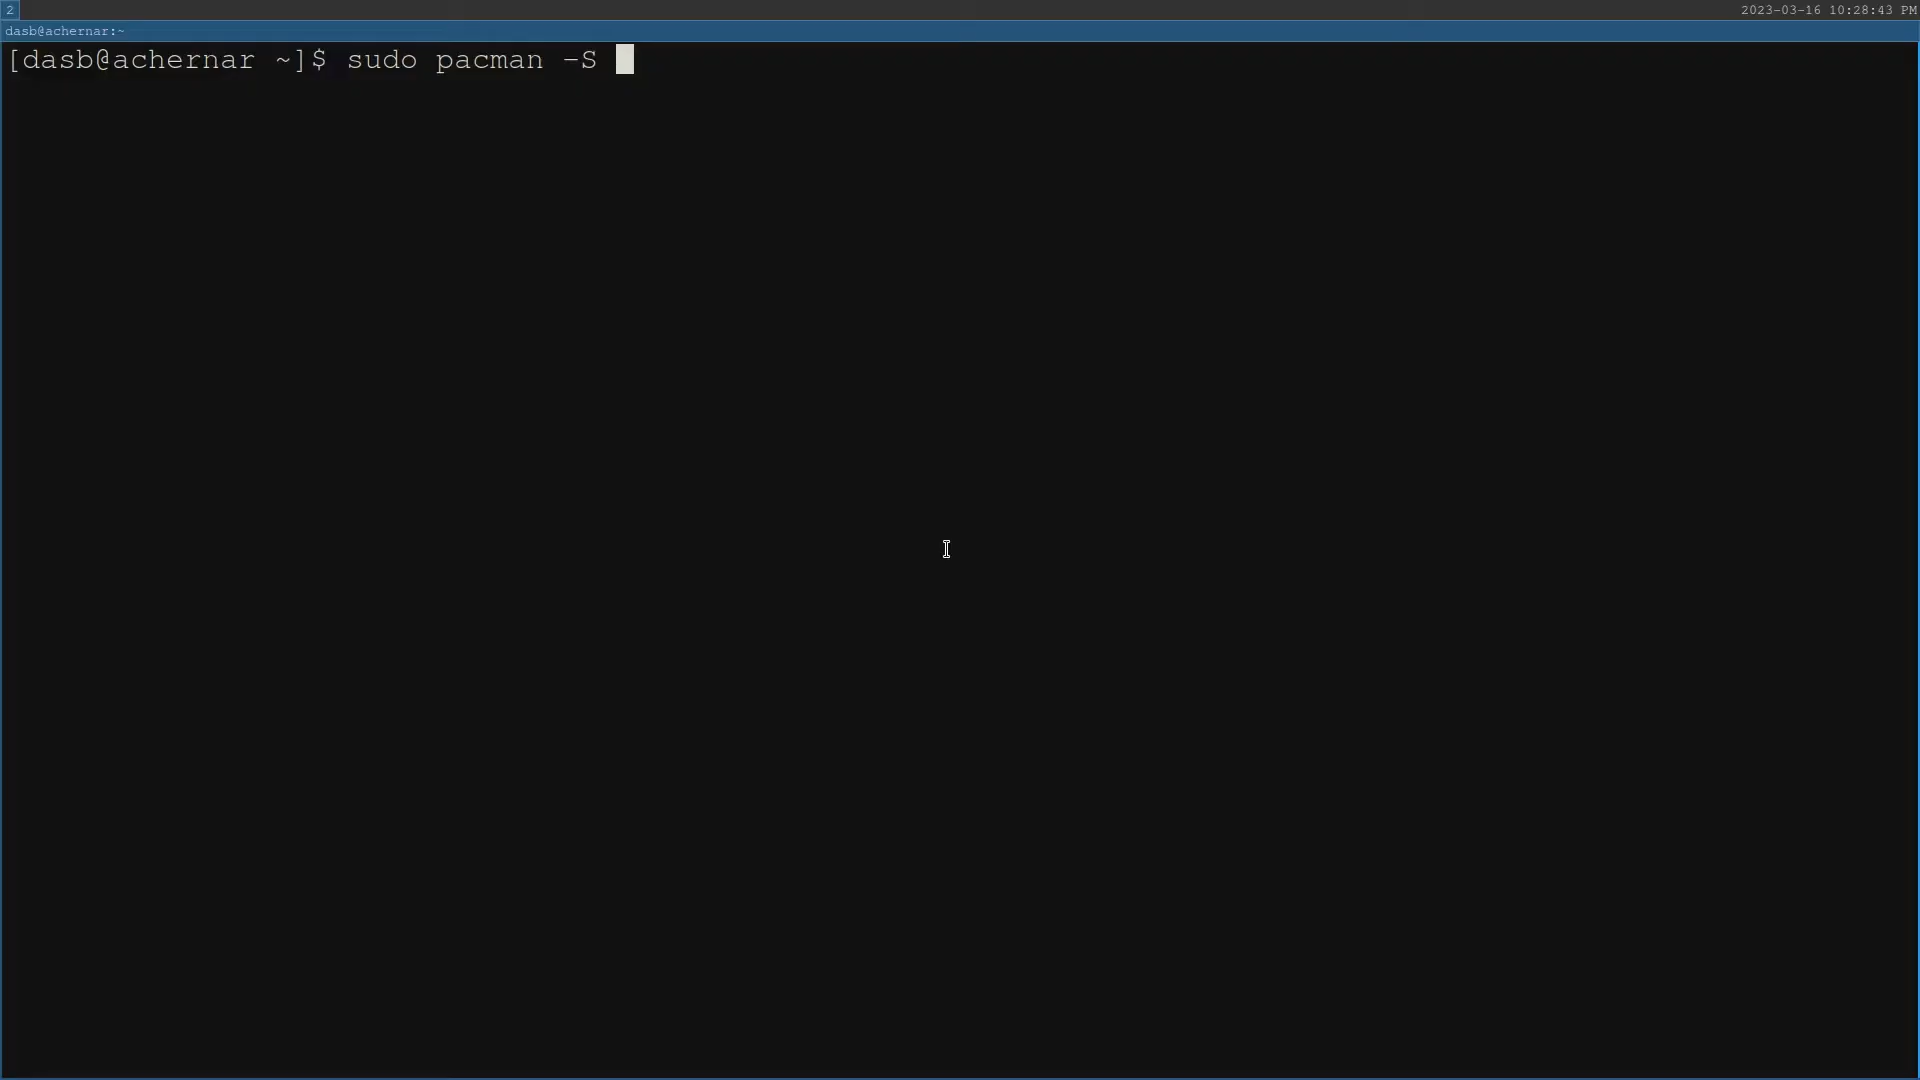 2
2023-03-16 10:28:43 PM
dasb@achernar:~
[dasb@achernar ~]$ sudo pacman -S